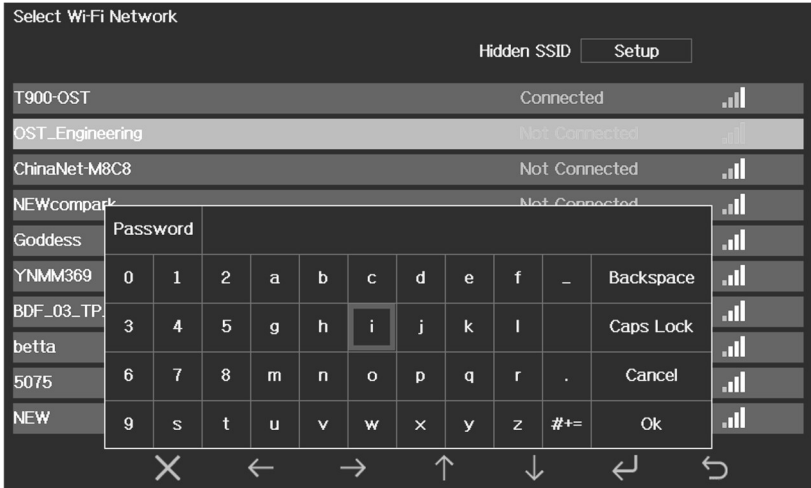 Select Wi-Fi Network
Hidden SSID Setup
T900-OST Connected
OST_Engineering Not Connected
ChinaNet-M8C8 Not Connected
NEWcompark Not Connected
Goddess
YNMM369
BDF_03_TP
betta
5075
NEW
Password
0 1 2 a b c d e f _ Backspace
3 4 5 g h i j k l Caps Lock
6 7 8 m n o p q r . Cancel
9 s t u v w x y z #+= Ok